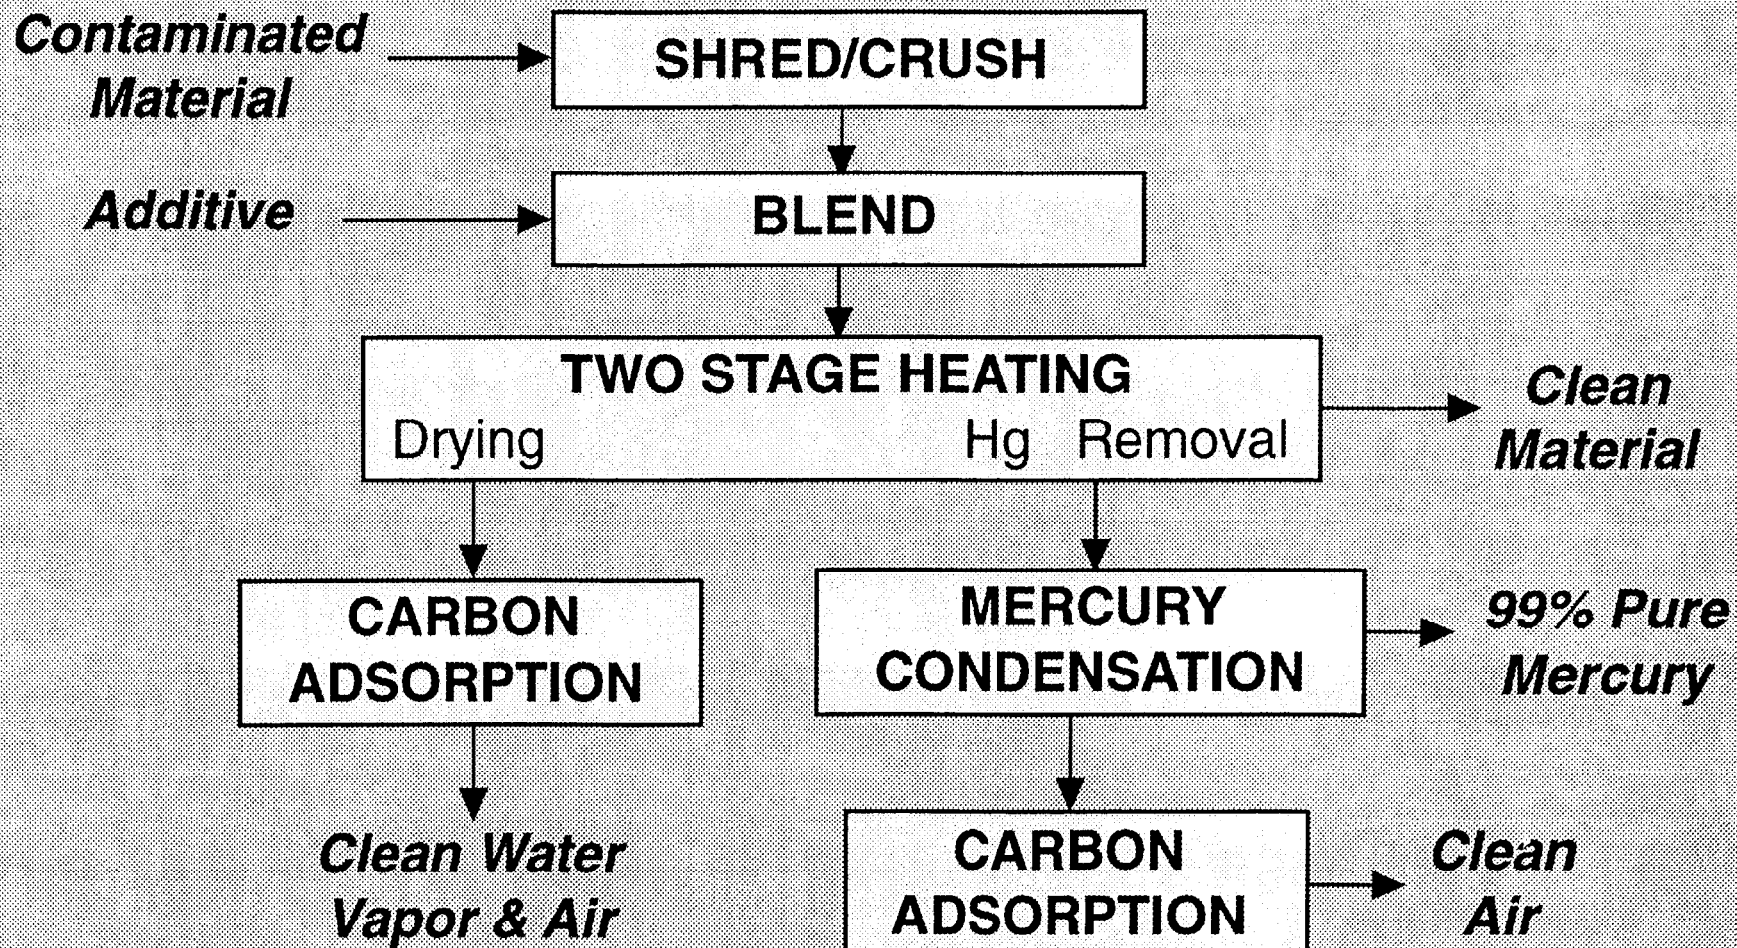 Contaminated
Material
SHRED/CRUSH
Additive
BLEND
TWO STAGE HEATING
Drying
Hg Removal
Clean
Material
CARBON
ADSORPTION
MERCURY
CONDENSATION
99% Pure
Mercury
Clean Water
Vapor & Air
CARBON
ADSORPTION
Clean
Air